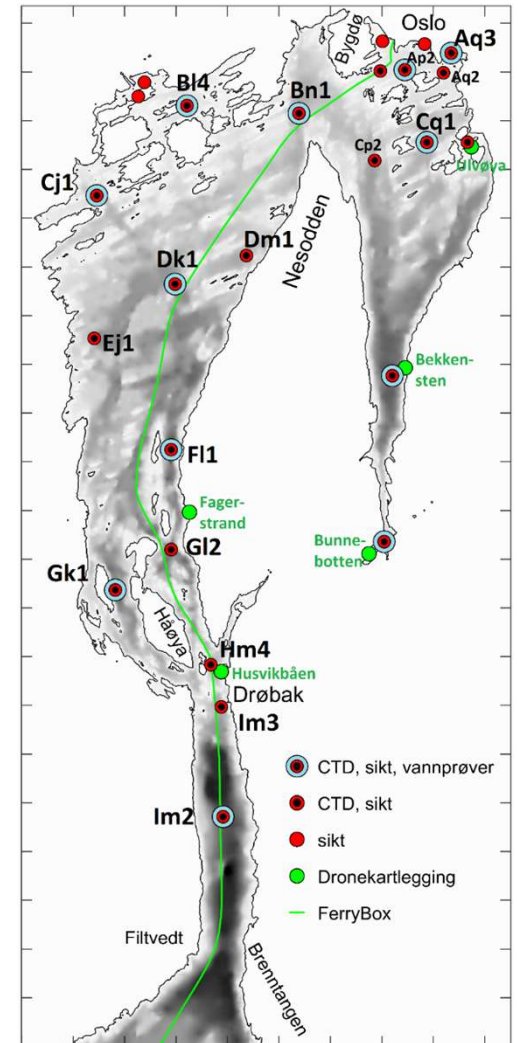 Oslo
Bygdø
Aq3
Ap2
Aq2
Bl4
Bn1
Cq1
Cp2
Ulvøya
Cj1
Nesodden
Dm1
Dk1
Ej1
Bekken-
sten
Fl1
Fager-
strand
Bunne-
botten
Gl2
Gk1
Håøya
Hm4
Husvikbåen
Drøbak
Im3
CTD, sikt, vannprøver
CTD, sikt
Im2
sikt
Dronekartlegging
FerryBox
Filtvedt
Brenntangen